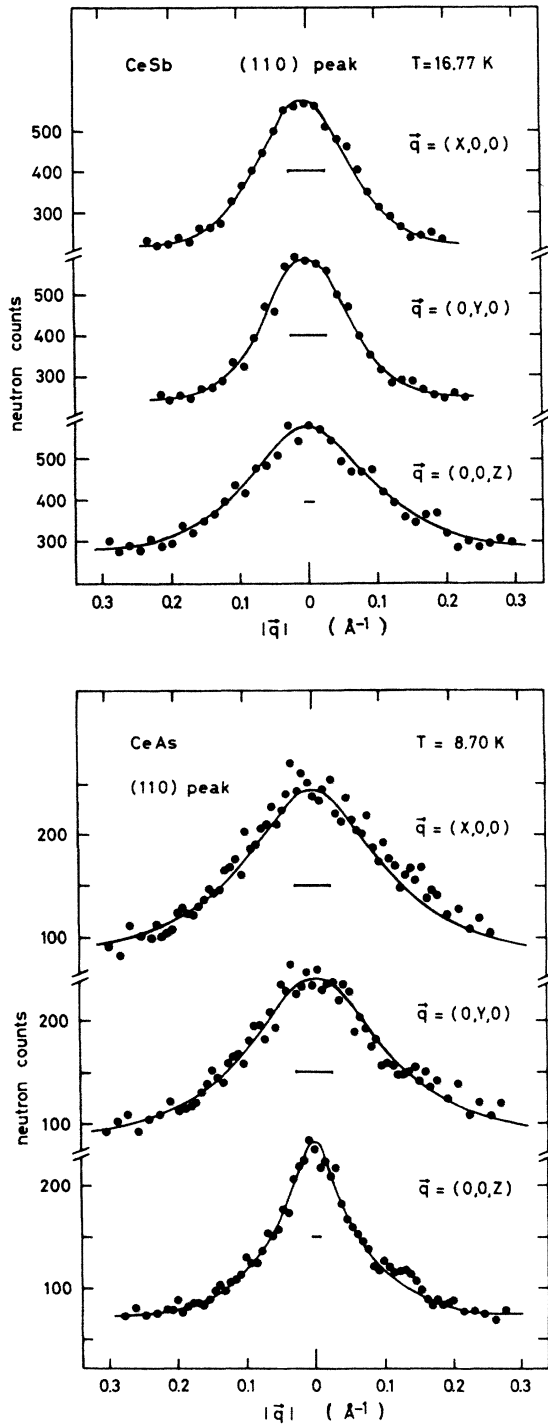 CeSb (110) peak T=16.77 K
q⃗ = (X,0,0)
500
400
300
q⃗ = (0,Y,0)
500
400
300
q⃗ = (0,0,Z)
500
400
300
neutron counts
0.3 0.2 0.1 0 0.1 0.2 0.3
|q⃗| (Å⁻¹)
CeAs T = 8.70 K
(110) peak
q⃗ = (X,0,0)
200
100
q⃗ = (0,Y,0)
200
100
q⃗ = (0,0,Z)
200
100
neutron counts
0.3 0.2 0.1 0 0.1 0.2 0.3
|q⃗| (Å⁻¹)